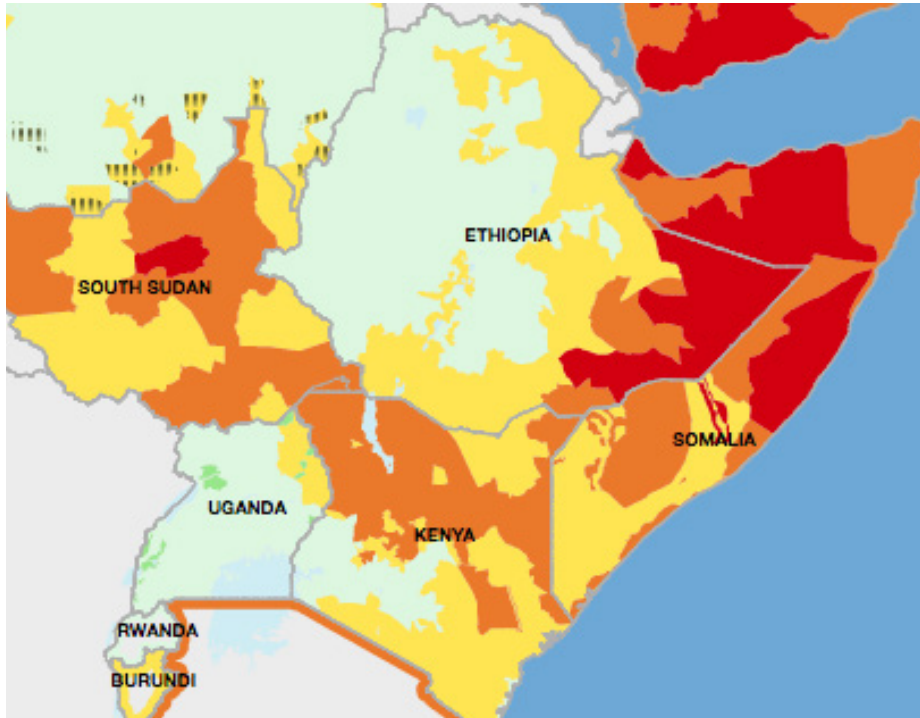 ETHIOPIA
SOUTH SUDAN
SOMALIA
UGANDA
KENYA
RWANDA
BURUNDI